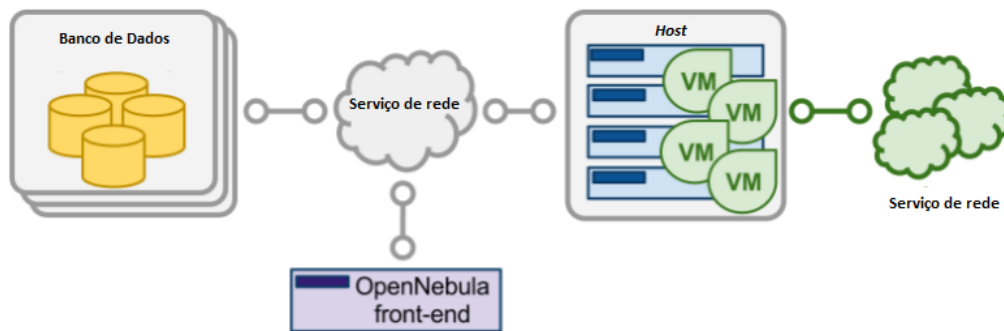 Banco de Dados
Serviço de rede
OpenNebula
front-end
Host
VM
VM
VM
VM
Serviço de rede